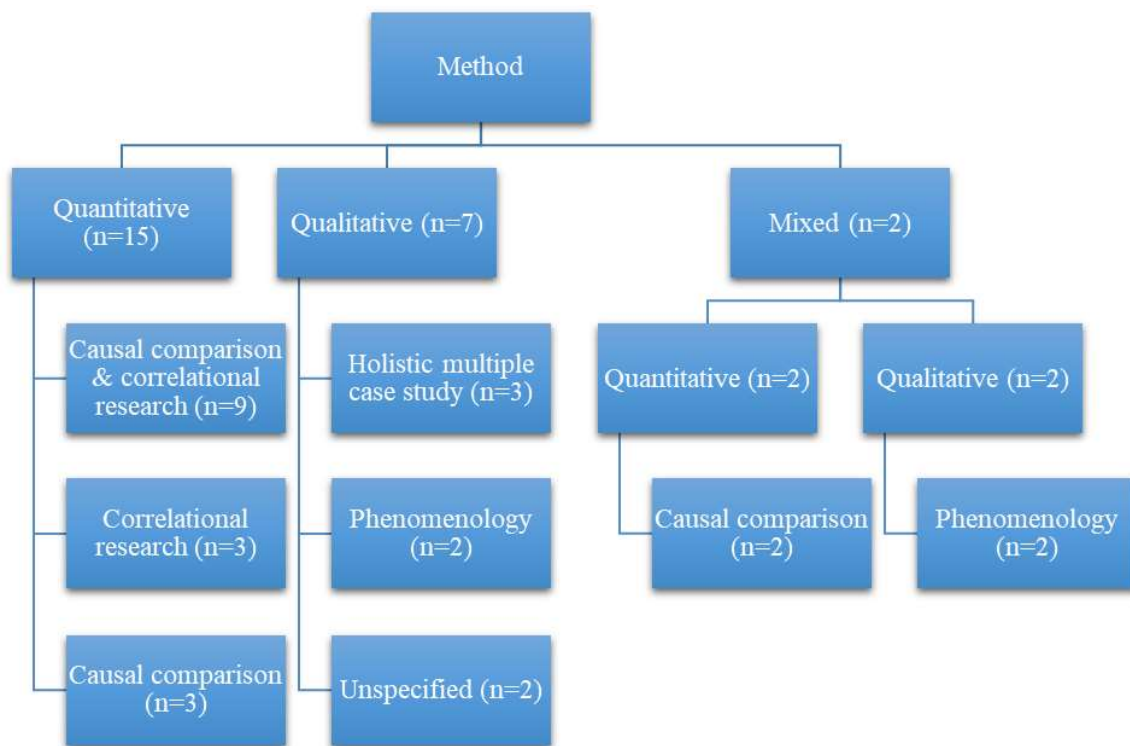 Method
Quantitative
(n=15)
Qualitative (n=7)
Mixed (n=2)
Causal comparison
& correlational
research (n=9)
Holistic multiple
case study (n=3)
Quantitative (n=2)
Qualitative (n=2)
Correlational
research (n=3)
Phenomenology
(n=2)
Causal comparison
(n=2)
Phenomenology
(n=2)
Causal comparison
(n=3)
Unspecified (n=2)